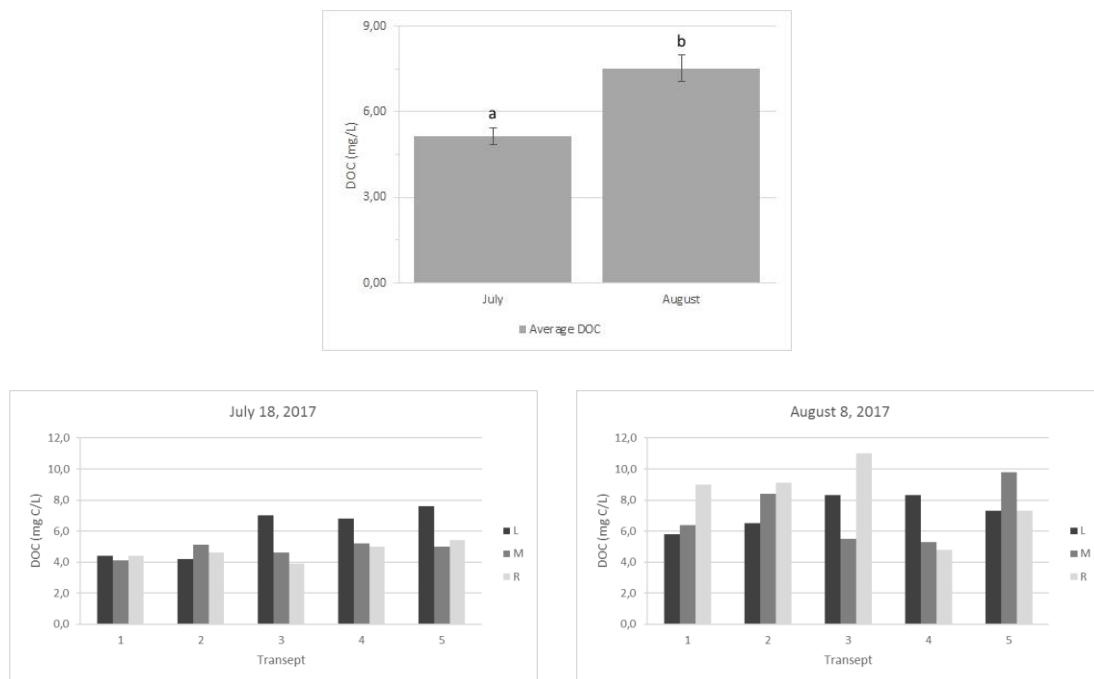 9,00
6,00
3,00
0,00
DOC (mg/L)
a
b
July
August
Average DOC
July 18, 2017
12,0
10,0
8,0
6,0
4,0
2,0
0,0
DOC (mg C/L)
1 2 3 4 5
Transept
L
M
R
August 8, 2017
12,0
10,0
8,0
6,0
4,0
2,0
0,0
DOC (mg C/L)
1 2 3 4 5
Transept
L
M
R